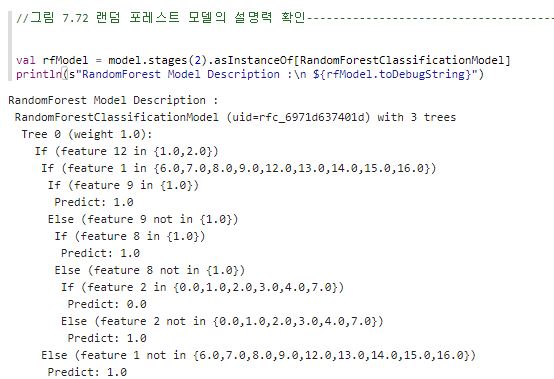 //그림 7.72 랜덤 포레스트 모델의 설명력 확인------------------------------------
val rfModel = model.stages(2).asInstanceOf[RandomForestClassificationModel]
println(s"RandomForest Model Description :\n ${rfModel.toDebugString}")
RandomForest Model Description :
RandomForestClassificationModel (uid=rfc_6971d637401d) with 3 trees
Tree 0 (weight 1.0):
If (feature 12 in {1.0,2.0})
If (feature 1 in {6.0,7.0,8.0,9.0,12.0,13.0,14.0,15.0,16.0})
If (feature 9 in {1.0})
Predict: 1.0
Else (feature 9 not in {1.0})
If (feature 8 in {1.0})
Predict: 1.0
Else (feature 8 not in {1.0})
If (feature 2 in {0.0,1.0,2.0,3.0,4.0,7.0})
Predict: 0.0
Else (feature 2 not in {0.0,1.0,2.0,3.0,4.0,7.0})
Predict: 1.0
Else (feature 1 not in {6.0,7.0,8.0,9.0,12.0,13.0,14.0,15.0,16.0})
Predict: 1.0